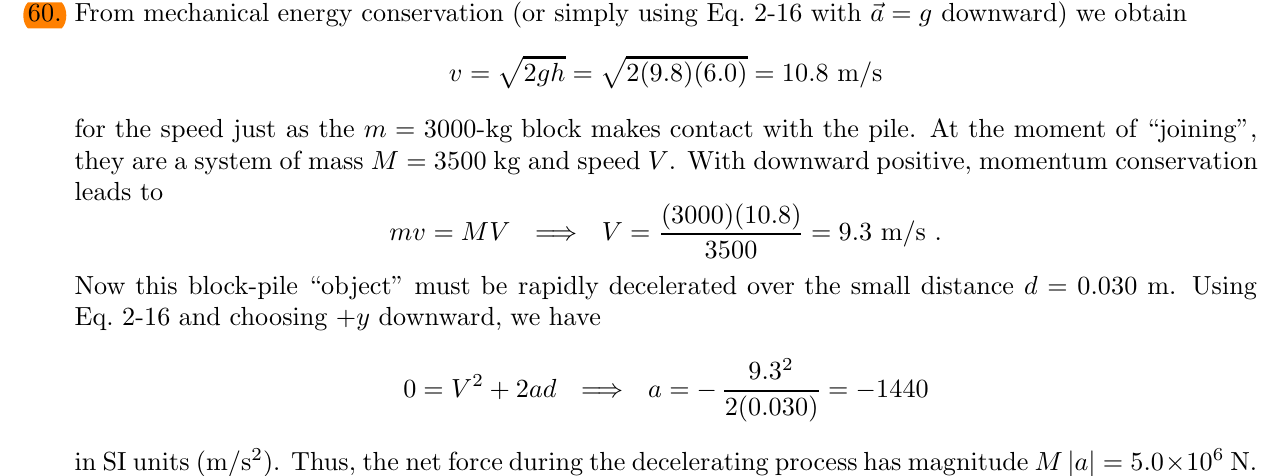 60. From mechanical energy conservation (or simply using Eq. 2-16 with $\vec{a} = g$ downward) we obtain
$v = \sqrt{2gh} = \sqrt{2(9.8)(6.0)} = 10.8$ m/s
for the speed just as the $m = 3000$-kg block makes contact with the pile. At the moment of “joining”,
they are a system of mass $M = 3500$ kg and speed $V$. With downward positive, momentum conservation
leads to
$mv = MV \implies V = \frac{(3000)(10.8)}{3500} = 9.3$ m/s .
Now this block-pile “object” must be rapidly decelerated over the small distance $d = 0.030$ m. Using
Eq. 2-16 and choosing $+y$ downward, we have
$0 = V^2 + 2ad \implies a = -\frac{9.3^2}{2(0.030)} = -1440$
in SI units (m/s$^2$). Thus, the net force during the decelerating process has magnitude $M|a| = 5.0 \times 10^6$ N.